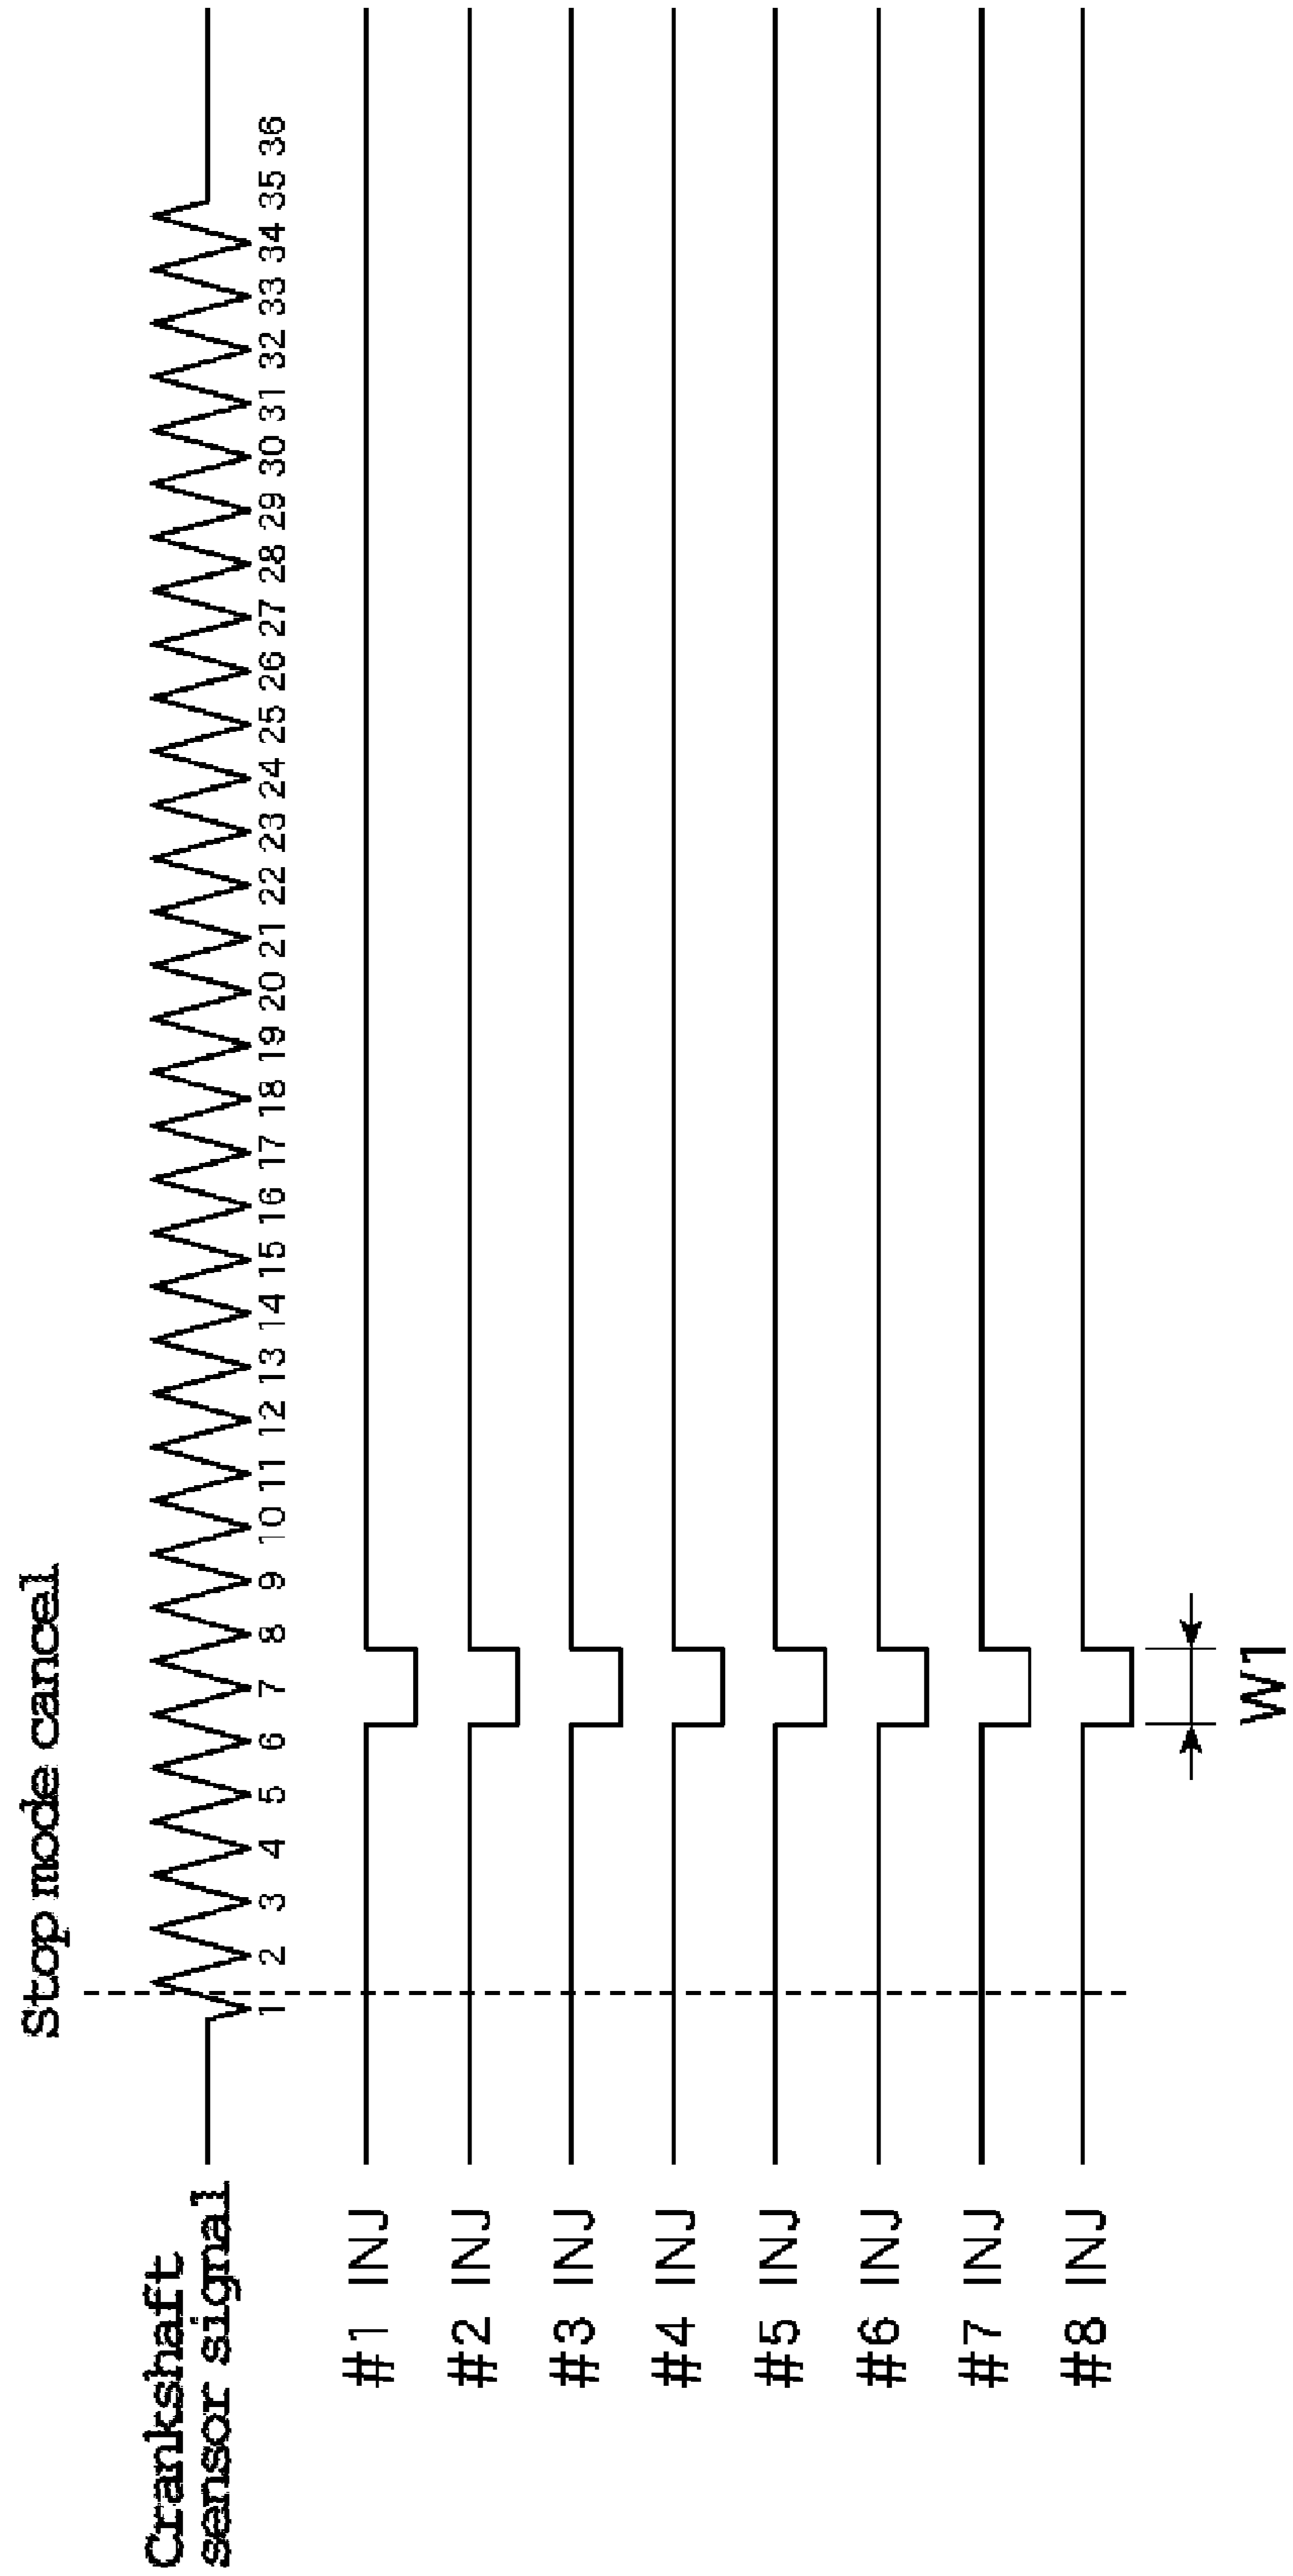 Stop mode cancel
Crankshaft
sensor signal
1 2 3 4 5 6 7 8 9 10 11 12 13 14 15 16 17 18 19 20 21 22 23 24 25 26 27 28 29 30 31 32 33 34 35 36
#1 INJ
#2 INJ
#3 INJ
#4 INJ
#5 INJ
#6 INJ
#7 INJ
#8 INJ
W1